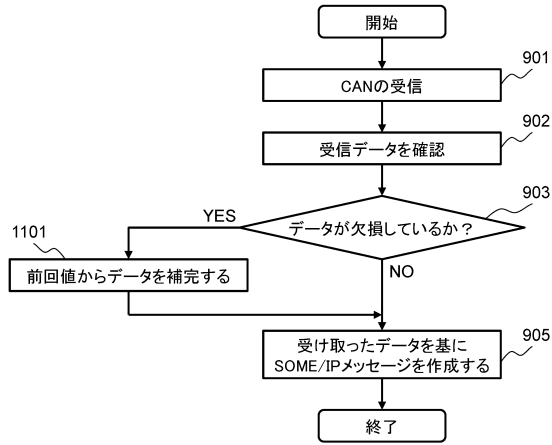 開始
901
CANの受信
902
受信データを確認
903
データが欠損しているか？
YES
1101
前回値からデータを補完する
NO
905
受け取ったデータを基に
SOME/IPメッセージを作成する
終了